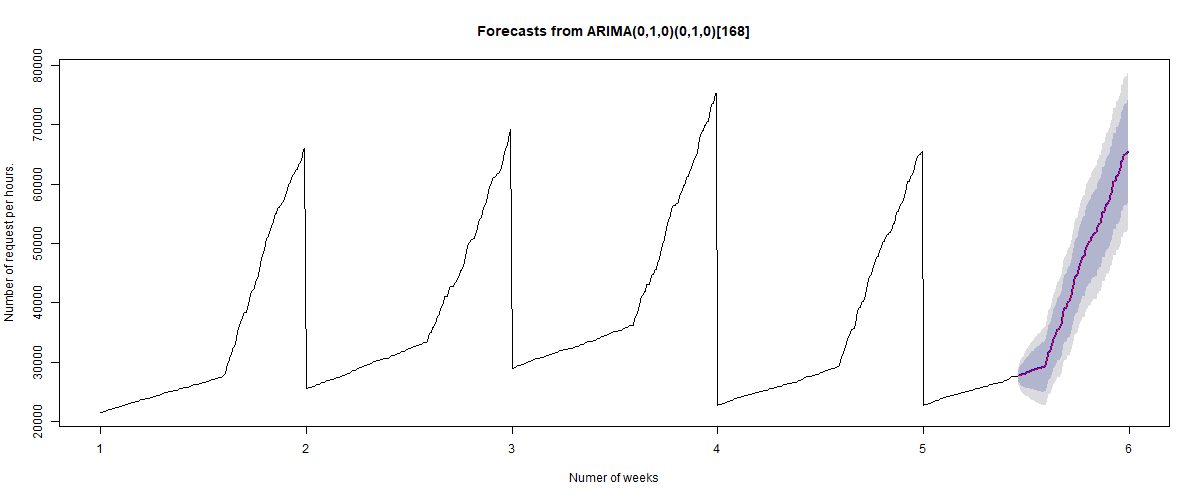 Forecasts from ARIMA(0,1,0)(0,1,0)[168]
Number of request per hours.
80000
70000
60000
50000
40000
30000
20000
1 2 3 4 5 6
Numer of weeks